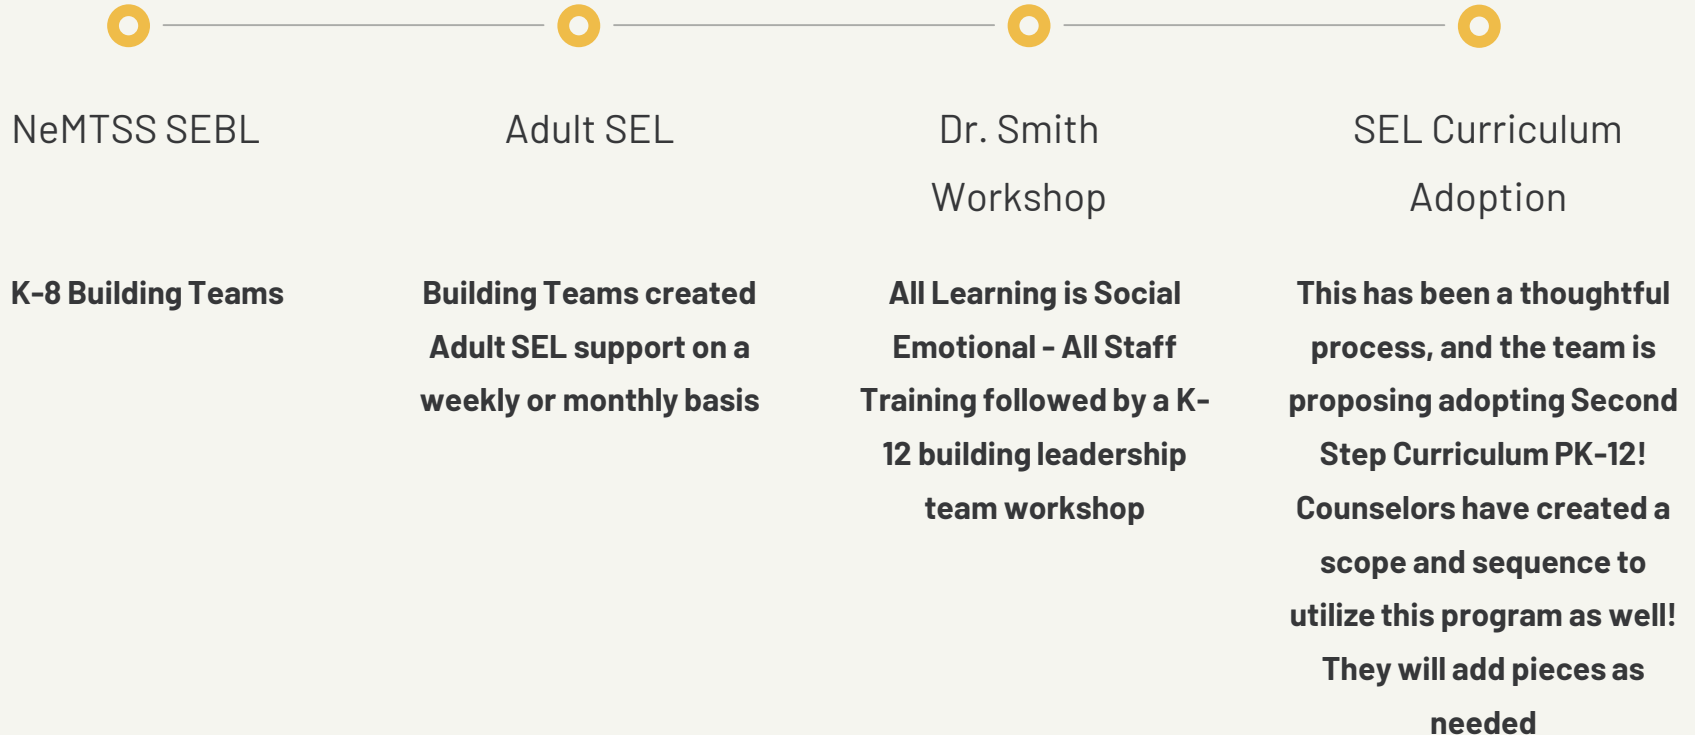 NeMTSS SEBL
K-8 Building Teams
Adult SEL
Building Teams created
Adult SEL support on a
weekly or monthly basis
Dr. Smith
Workshop
All Learning is Social
Emotional - All Staff
Training followed by a K-
12 building leadership
team workshop
SEL Curriculum
Adoption
This has been a thoughtful
process, and the team is
proposing adopting Second
Step Curriculum PK-12!
Counselors have created a
scope and sequence to
utilize this program as well!
They will add pieces as
needed